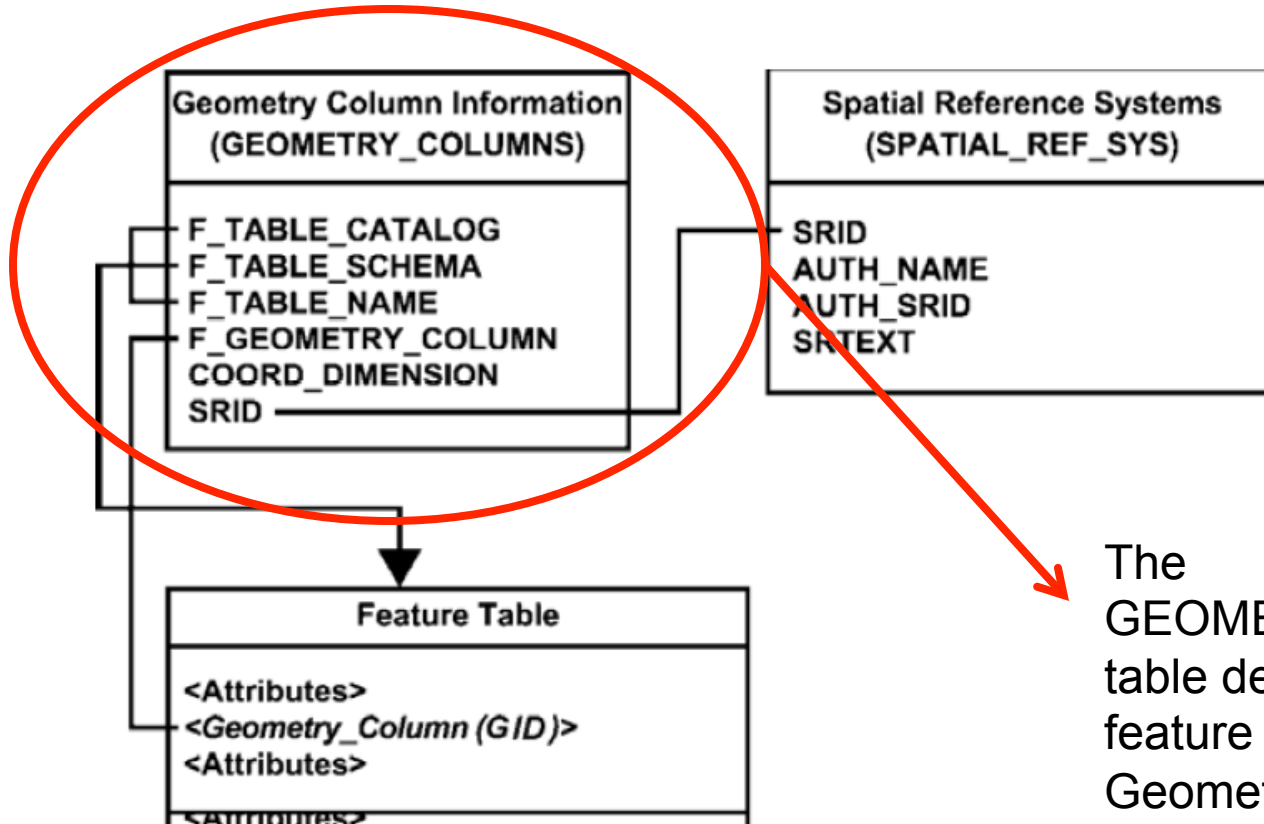 Geometry Column Information
(GEOMETRY_COLUMNS)
F_TABLE_CATALOG
F_TABLE_SCHEMA
F_TABLE_NAME
F_GEOMETRY_COLUMN
COORD_DIMENSION
SRID
Spatial Reference Systems
(SPATIAL_REF_SYS)
SRID
AUTH_NAME
AUTH_SRID
SRTEXT
Feature Table
<Attributes>
<Geometry_Column (GID)>
<Attributes>
<Attributes>
The
table
feature